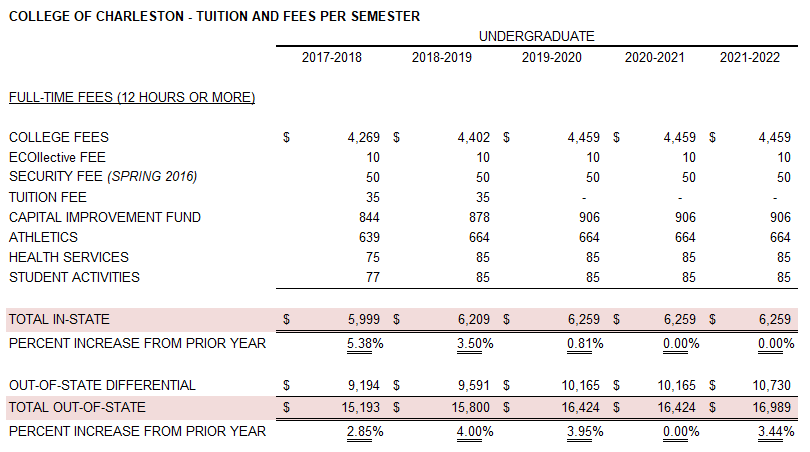 COLLEGE OF CHARLESTON - TUITION AND FEES PER SEMESTER
UNDERGRADUATE
2017-2018 2018-2019 2019-2020 2020-2021 2021-2022
FULL-TIME FEES (12 HOURS OR MORE)
COLLEGE FEES $ 4,269 $ 4,402 $ 4,459 $ 4,459 $ 4,459
ECOllective FEE 10 10 10 10 10
SECURITY FEE (SPRING 2016) 50 50 50 50 50
TUITION FEE 35 35 - - -
CAPITAL IMPROVEMENT FUND 844 878 906 906 906
ATHLETICS 639 664 664 664 664
HEALTH SERVICES 75 85 85 85 85
STUDENT ACTIVITIES 77 85 85 85 85
TOTAL IN-STATE $ 5,999 $ 6,209 $ 6,259 $ 6,259 $ 6,259
PERCENT INCREASE FROM PRIOR YEAR 5.38% 3.50% 0.81% 0.00% 0.00%
OUT-OF-STATE DIFFERENTIAL $ 9,194 $ 9,591 $ 10,165 $ 10,165 $ 10,730
TOTAL OUT-OF-STATE $ 15,193 $ 15,800 $ 16,424 $ 16,424 $ 16,989
PERCENT INCREASE FROM PRIOR YEAR 2.85% 4.00% 3.95% 0.00% 3.44%